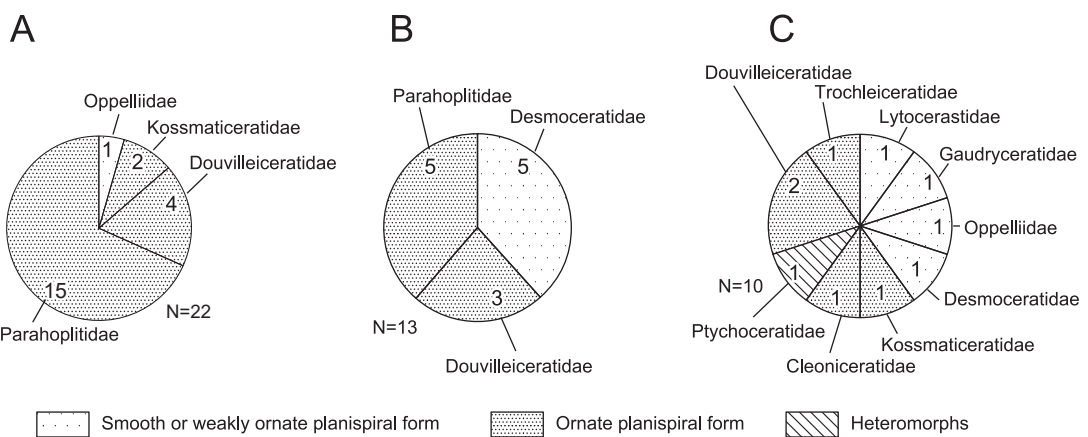 A
B
C
Oppelliidae
Kossmaticeratidae
Douvilleiceratidae
1
2
4
15
N=22
Parahoplitidae
Parahoplitidae
Desmoceratidae
5
5
3
N=13
Douvilleiceratidae
Douvilleiceratidae
Trochleiceratidae
Lytocerastidae
Gaudryceratidae
Oppelliidae
Desmoceratidae
Kossmaticeratidae
Cleoniceratidae
Ptychoceratidae
N=10
1
1
1
1
1
1
1
1
2
Smooth or weakly ornate planispiral form
Ornate planispiral form
Heteromorphs